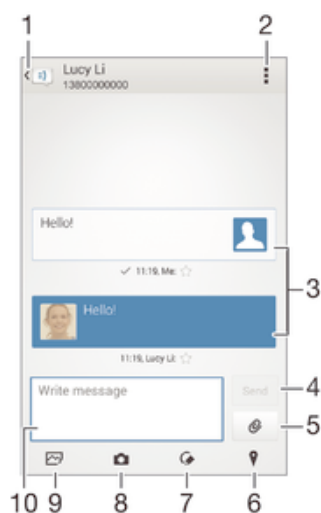 1
2
Lucy Li
13800000000
Hello!
11:19, Me:
3
Hello!
11:19, Lucy Li:
Write message
Send
4
5
10
9
8
7
6